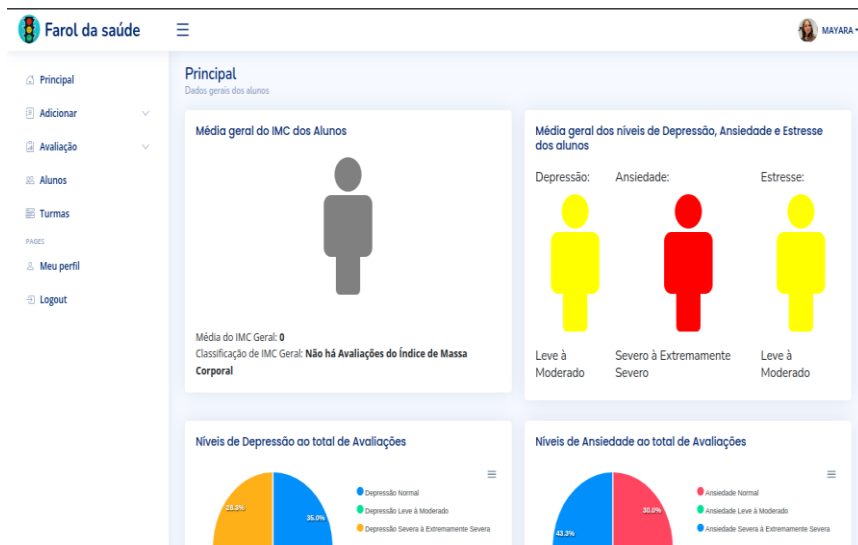 Farol da saúde
MAYARA
Principal
Adicionar
Avaliação
Alunos
Turmas
PAGES
Meu perfil
Logout
Principal
Dados gerais dos alunos
Média geral do IMC dos Alunos
Média do IMC Geral: 0
Classificação de IMC Geral: Não há Avaliações do Índice de Massa
Corporal
Média geral dos níveis de Depressão, Ansiedade e Estresse
dos alunos
Depressão: Ansiedade: Estresse:
Leve à Severo à Extremamente Leve à
Moderado Severo Moderado
Níveis de Depressão ao total de Avaliações
28.3%
35.0%
Depressão Normal
Depressão Leve à Moderado
Depressão Severa à Extremamente Severa
Níveis de Ansiedade ao total de Avaliações
43.3%
30.0%
Ansiedade Normal
Ansiedade Leve à Moderado
Ansiedade Severa à Extremamente Severa